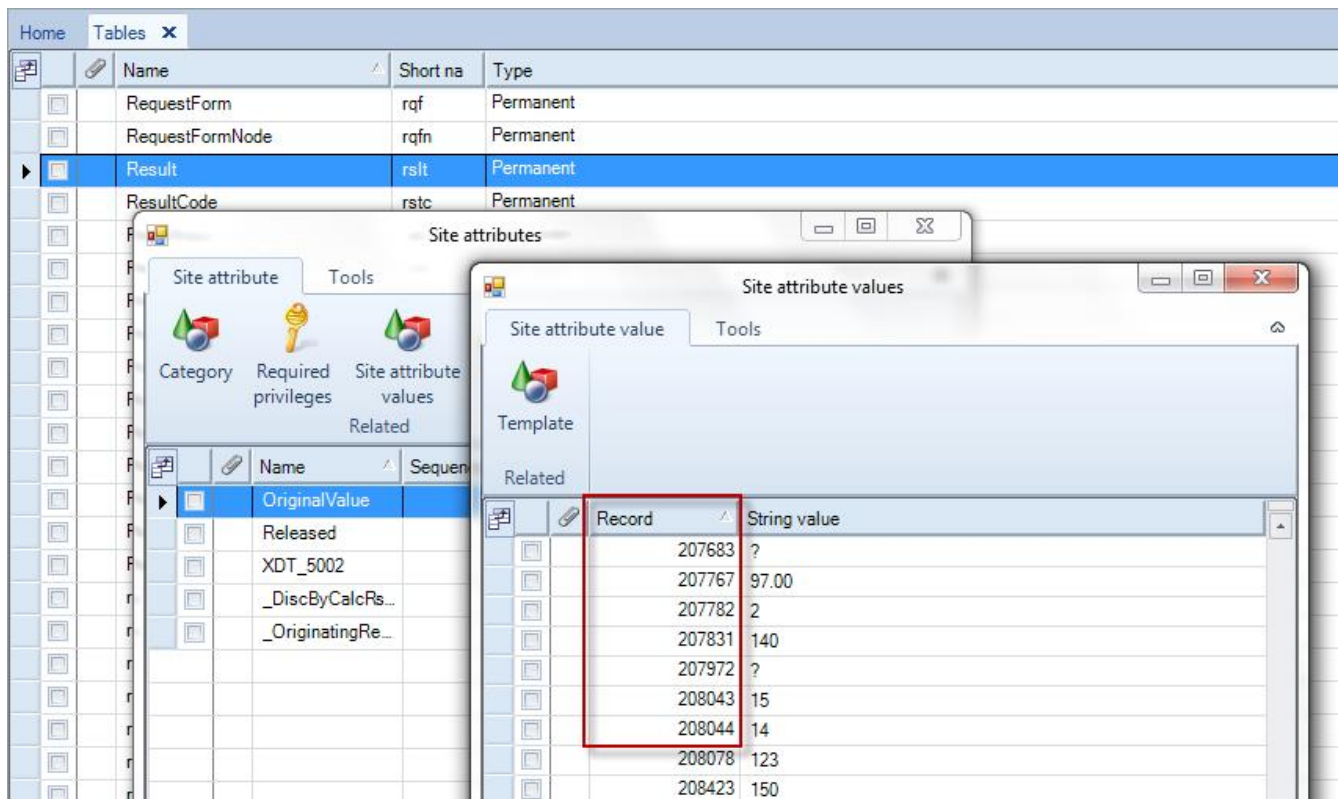 Home Tables
Name Short na Type
RequestForm rqf Permanent
RequestFormNode rqfn Permanent
Result rslt Permanent
ResultCode rstc Permanent
Site attributes
Site attribute Tools
Category Required privileges Site attribute values
Related
Name Sequen
OriginalValue
Released
XDT_5002
_DiscByCalcRs...
_OriginatingRe...
Site attribute values
Site attribute value Tools
Template
Related
Record String value
207683 ?
207767 97.00
207782 2
207831 140
207972 ?
208043 15
208044 14
208078 123
208423 150